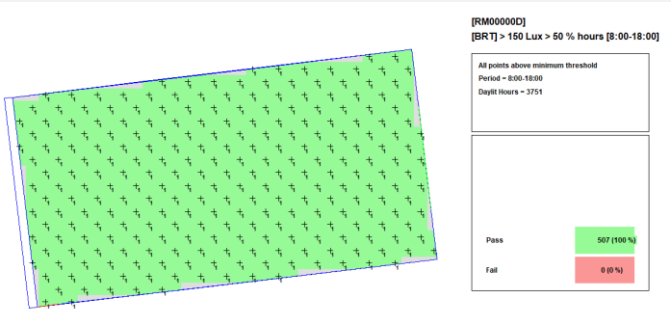 [RM00000D]
[BRT] > 150 Lux > 50 % hours [8:00-18:00]
All points above minimum threshold
Period = 8:00-18:00
Daylit Hours = 3751
Pass 507 (100 %)
Fail 0 (0 %)